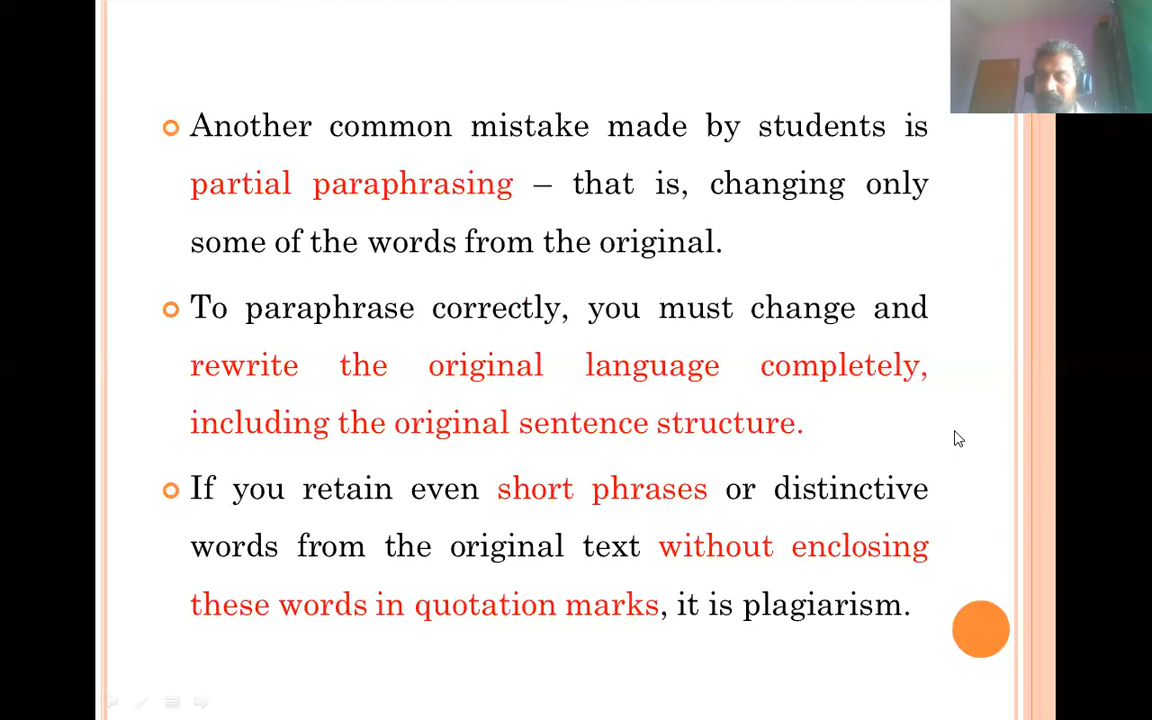 Another common mistake made by students is
partial paraphrasing – that is, changing only
some of the words from the original.
To paraphrase correctly, you must change and
rewrite the original language completely,
including the original sentence structure.
If you retain even short phrases or distinctive
words from the original text without enclosing
these words in quotation marks, it is plagiarism.